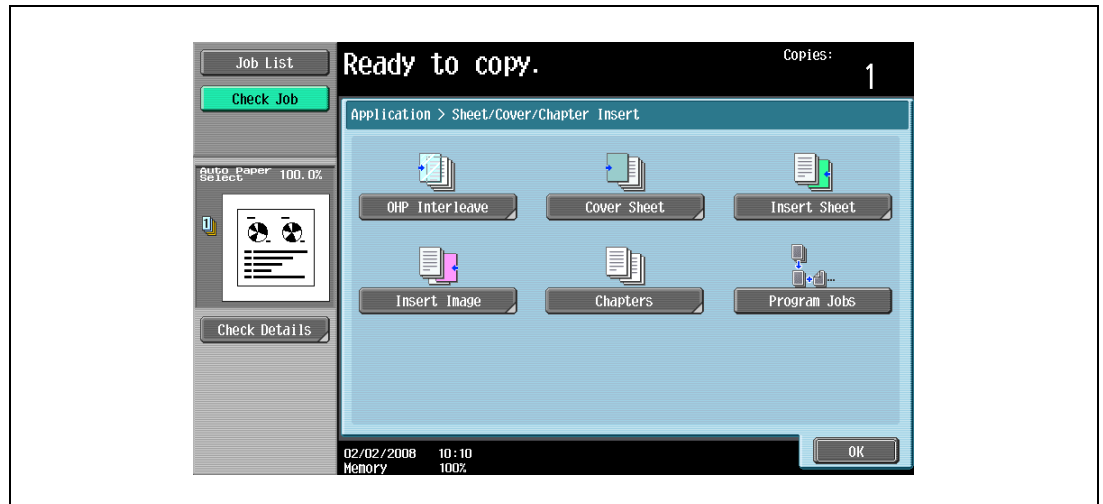 Job List
Check Job
Ready to copy.
Copies:
1
Application > Sheet/Cover/Chapter Insert
Auto Paper
Select
100.0%
1
OHP Interleave
Cover Sheet
Insert Sheet
Insert Image
Chapters
Program Jobs
Check Details
02/02/2008 10:10
Memory 100%
OK